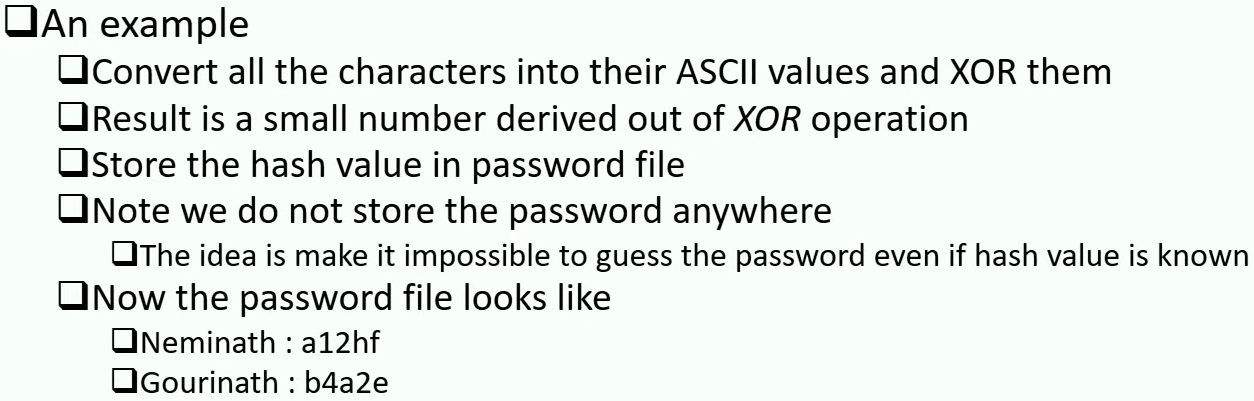 ❑An example
❑Convert all the characters into their ASCII values and XOR them
❑Result is a small number derived out of XOR operation
❑Store the hash value in password file
❑Note we do not store the password anywhere
❑The idea is make it impossible to guess the password even if hash value is known
❑Now the password file looks like
❑Neminath : a12hf
❑Gourinath : b4a2e